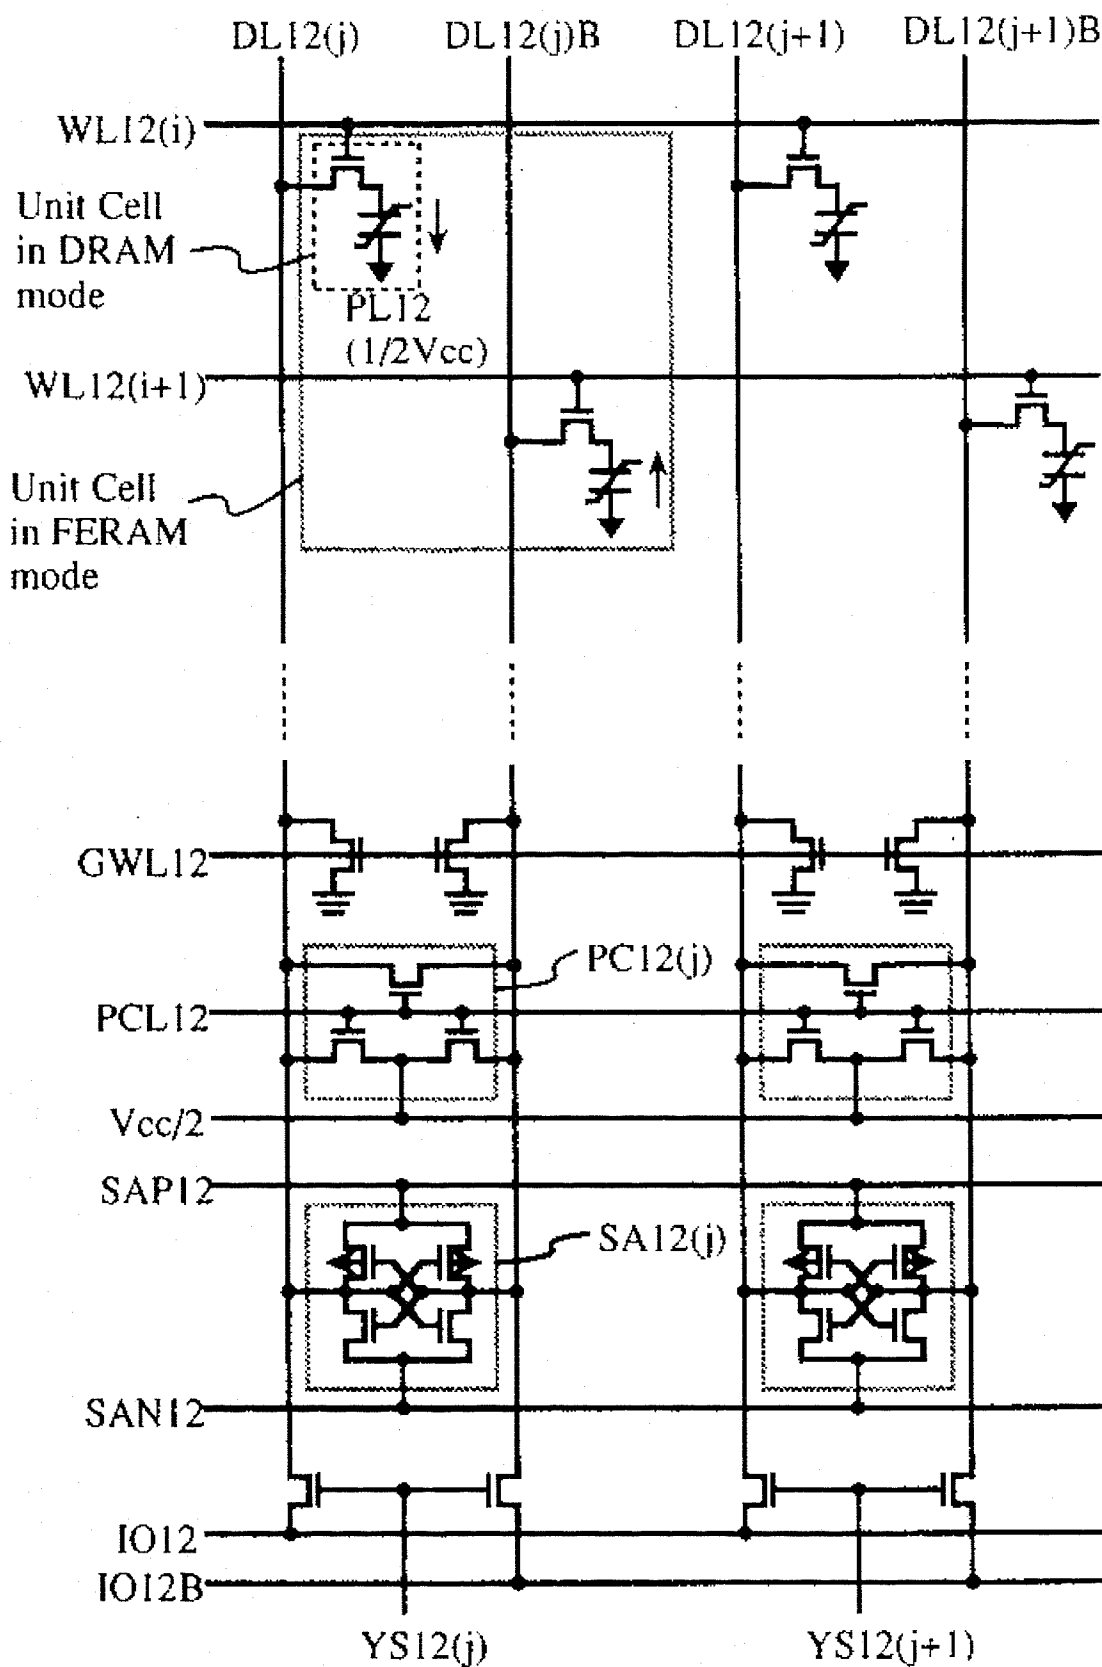 DL12(j)
DL12(j)B
DL12(j+1)
DL12(j+1)B
WL12(i)
Unit Cell
in DRAM
mode
PL12
(1/2Vcc)
WL12(i+1)
Unit Cell
in FERAM
mode
GWL12
PC12(j)
PCL12
Vcc/2
SAP12
SA12(j)
SAN12
IO12
IO12B
YS12(j)
YS12(j+1)